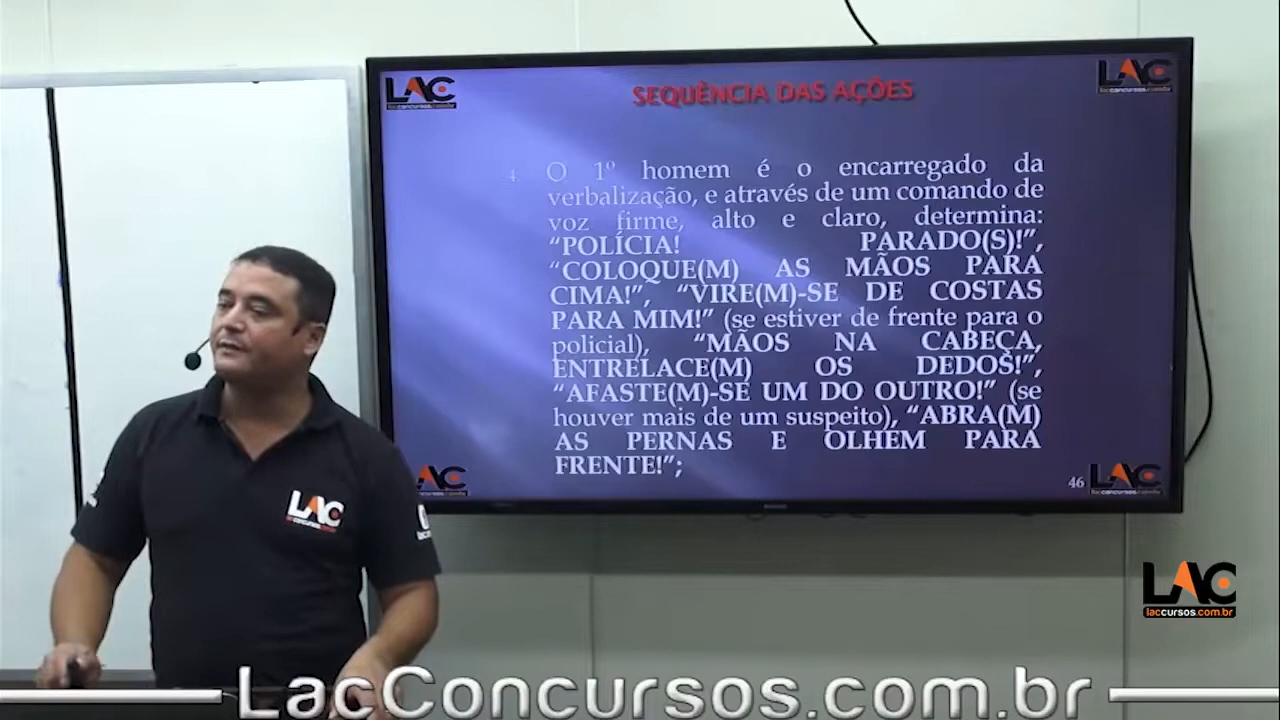 LAC
lacconcursos.com.br
LAC
SEQUÊNCIA DAS AÇÕES
4. O 1º homem é o encarregado da
verbalização, e através de um comando de
voz firme, alto e claro, determina:
“POLÍCIA! PARADO(S)!”,
“COLOQUE(M) AS MÃOS PARA
CIMA!”, “VIRE(M)-SE DE COSTAS
PARA MIM!” (se estiver de frente para o
policial), “MÃOS NA CABEÇA,
ENTRELACE(M) OS DEDOS!”,
“AFASTE(M)-SE UM DO OUTRO!” (se
houver mais de um suspeito), “ABRA(M)
AS PERNAS E OLHEM PARA
FRENTE!”;
46
LAC
LAC
LAC
LAC
laccursos.com.br
LacConcursos.com.br